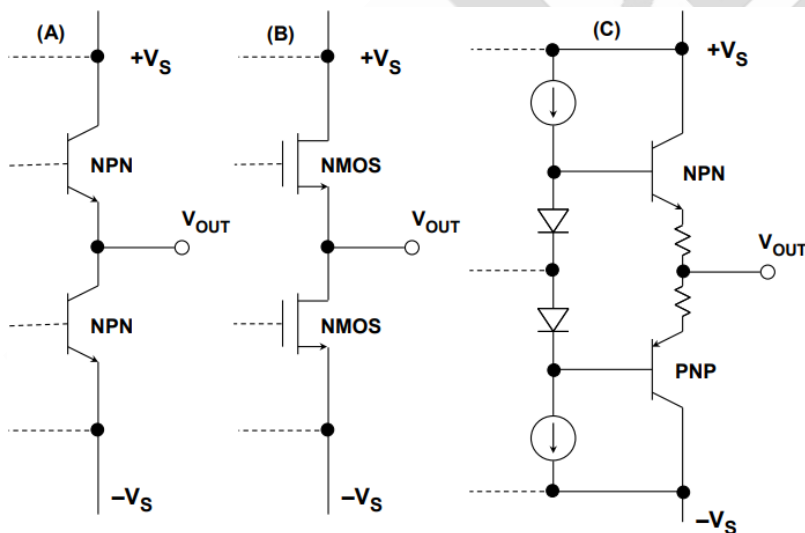 (A)
+VS
NPN
VOUT
NPN
–VS
(B)
+VS
NMOS
VOUT
NMOS
–VS
(C)
+VS
NPN
VOUT
PNP
–VS